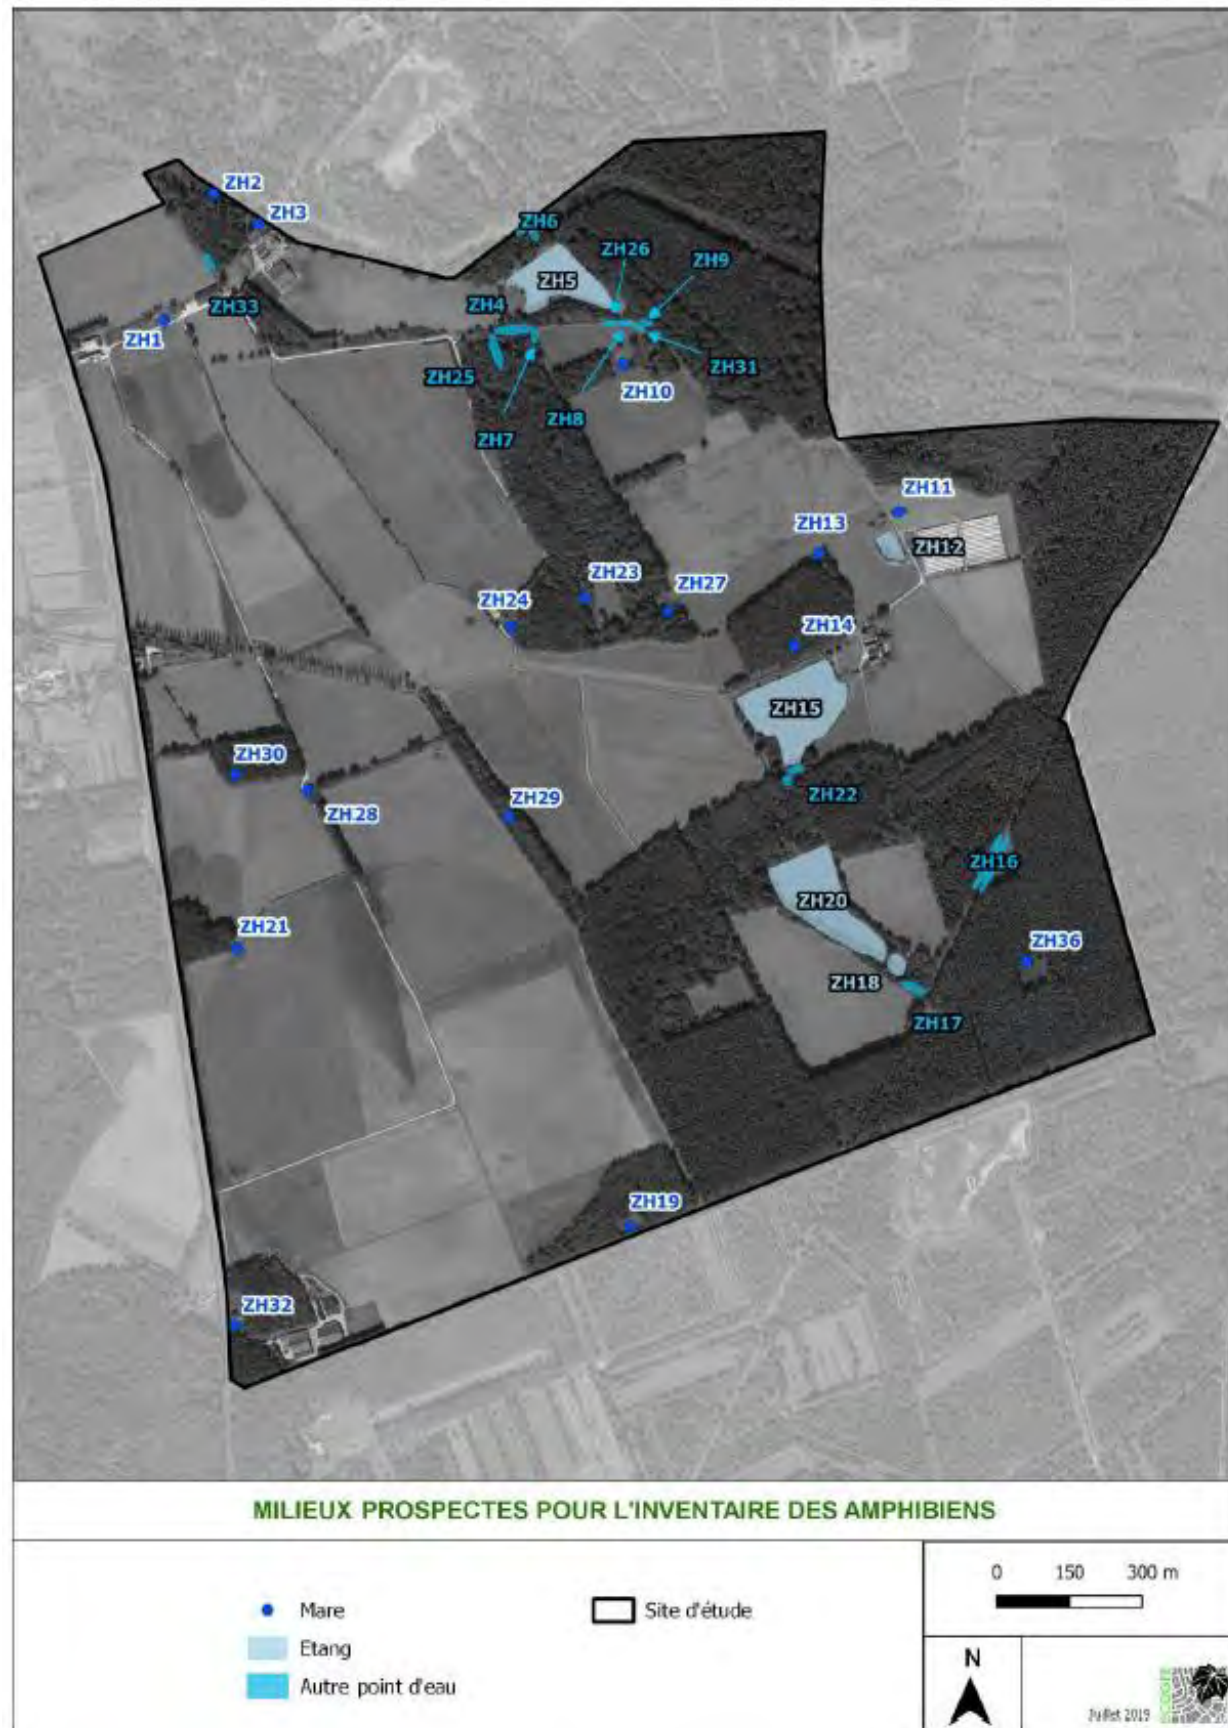 ZH2
ZH3
ZH6
ZH26
ZH9
ZH5
ZH33
ZH4
ZH1
ZH25
ZH31
ZH10
ZH8
ZH7
ZH11
ZH13
ZH12
ZH23
ZH27
ZH24
ZH14
ZH15
ZH30
ZH28
ZH29
ZH22
ZH16
ZH20
ZH21
ZH36
ZH18
ZH17
ZH19
ZH32
MILIEUX PROSPECTES POUR L'INVENTAIRE DES AMPHIBIENS
0 150 300 m
Mare
Site d'étude
Etang
Autre point d'eau
N
Juillet 2019